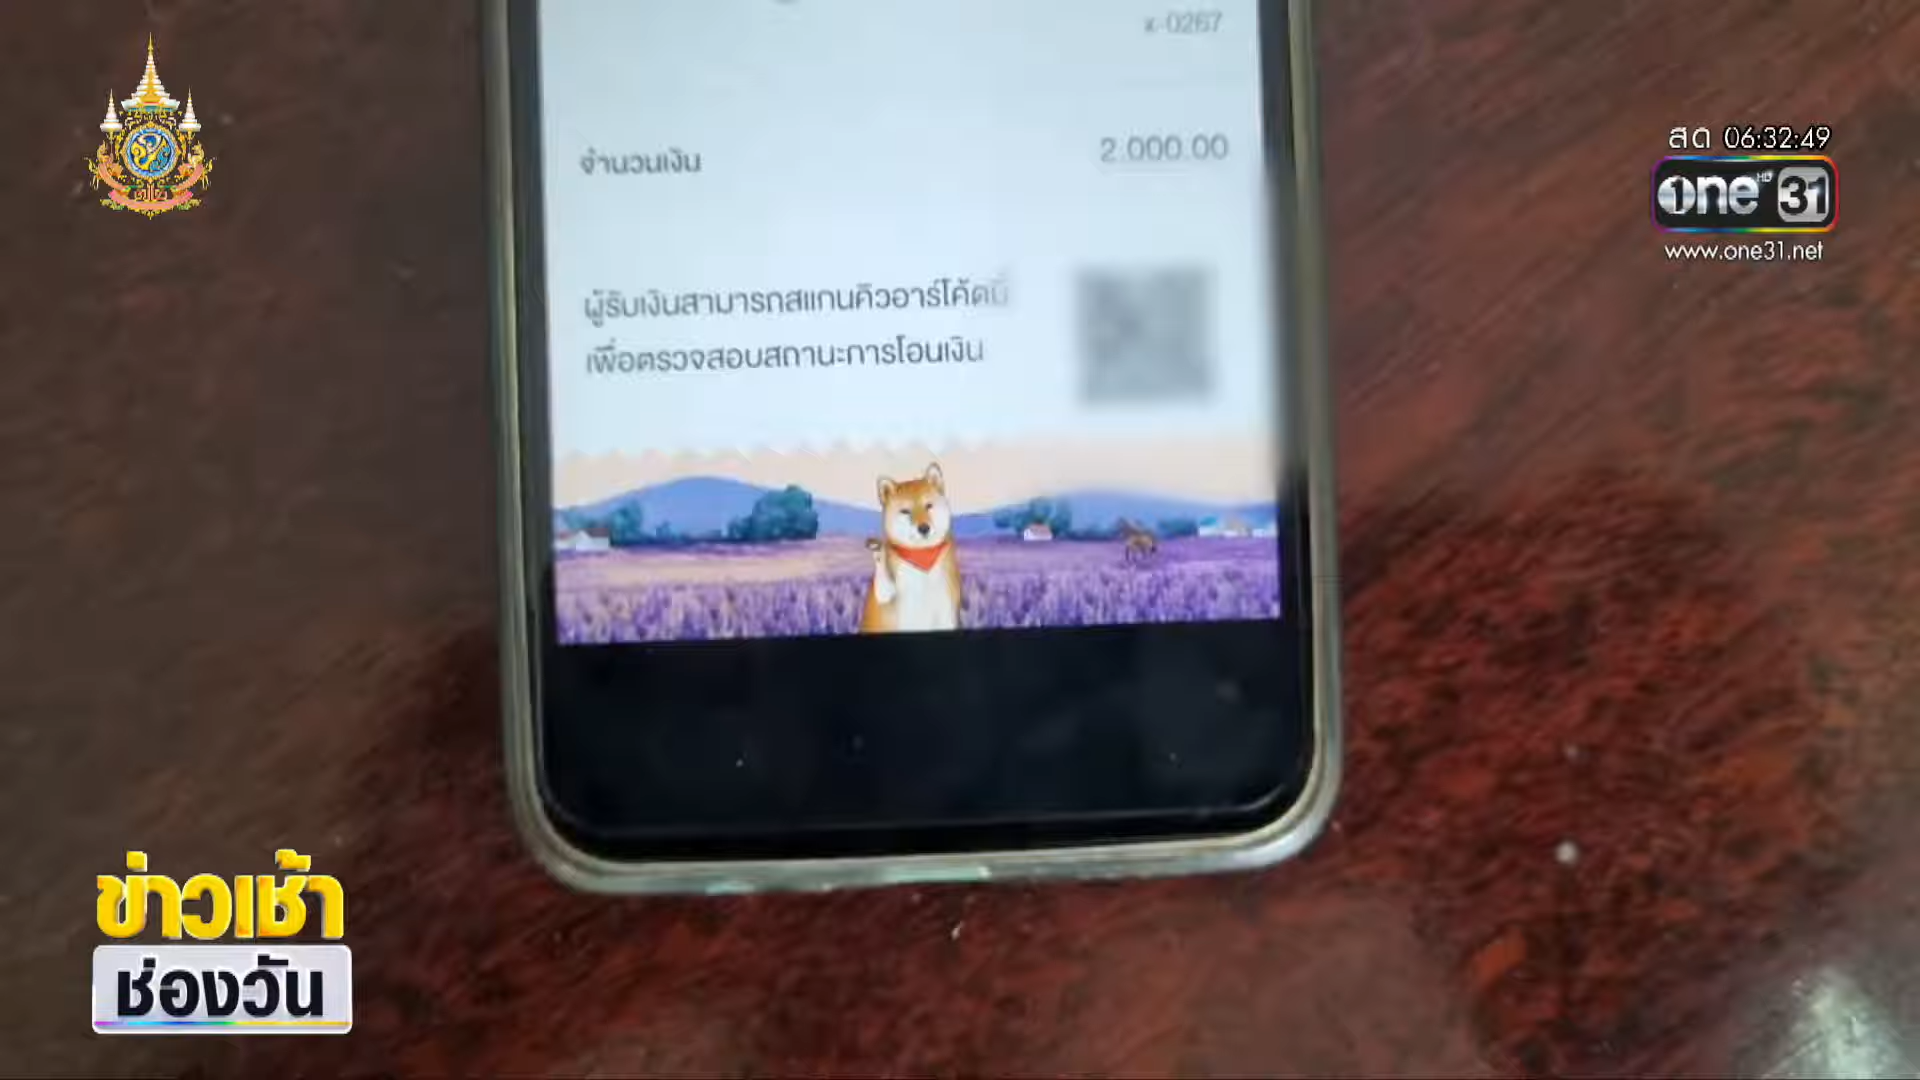 x-0267
สด 06:32:49
จำนวนเงิน 2,000.00
one HD 31
www.one31.net
ผู้รับเงินสามารถสแกนคิวอาร์โค้ดนี้
เพื่อตรวจสอบสถานะการโอนเงิน
ข่าวเช้า
ช่องวัน